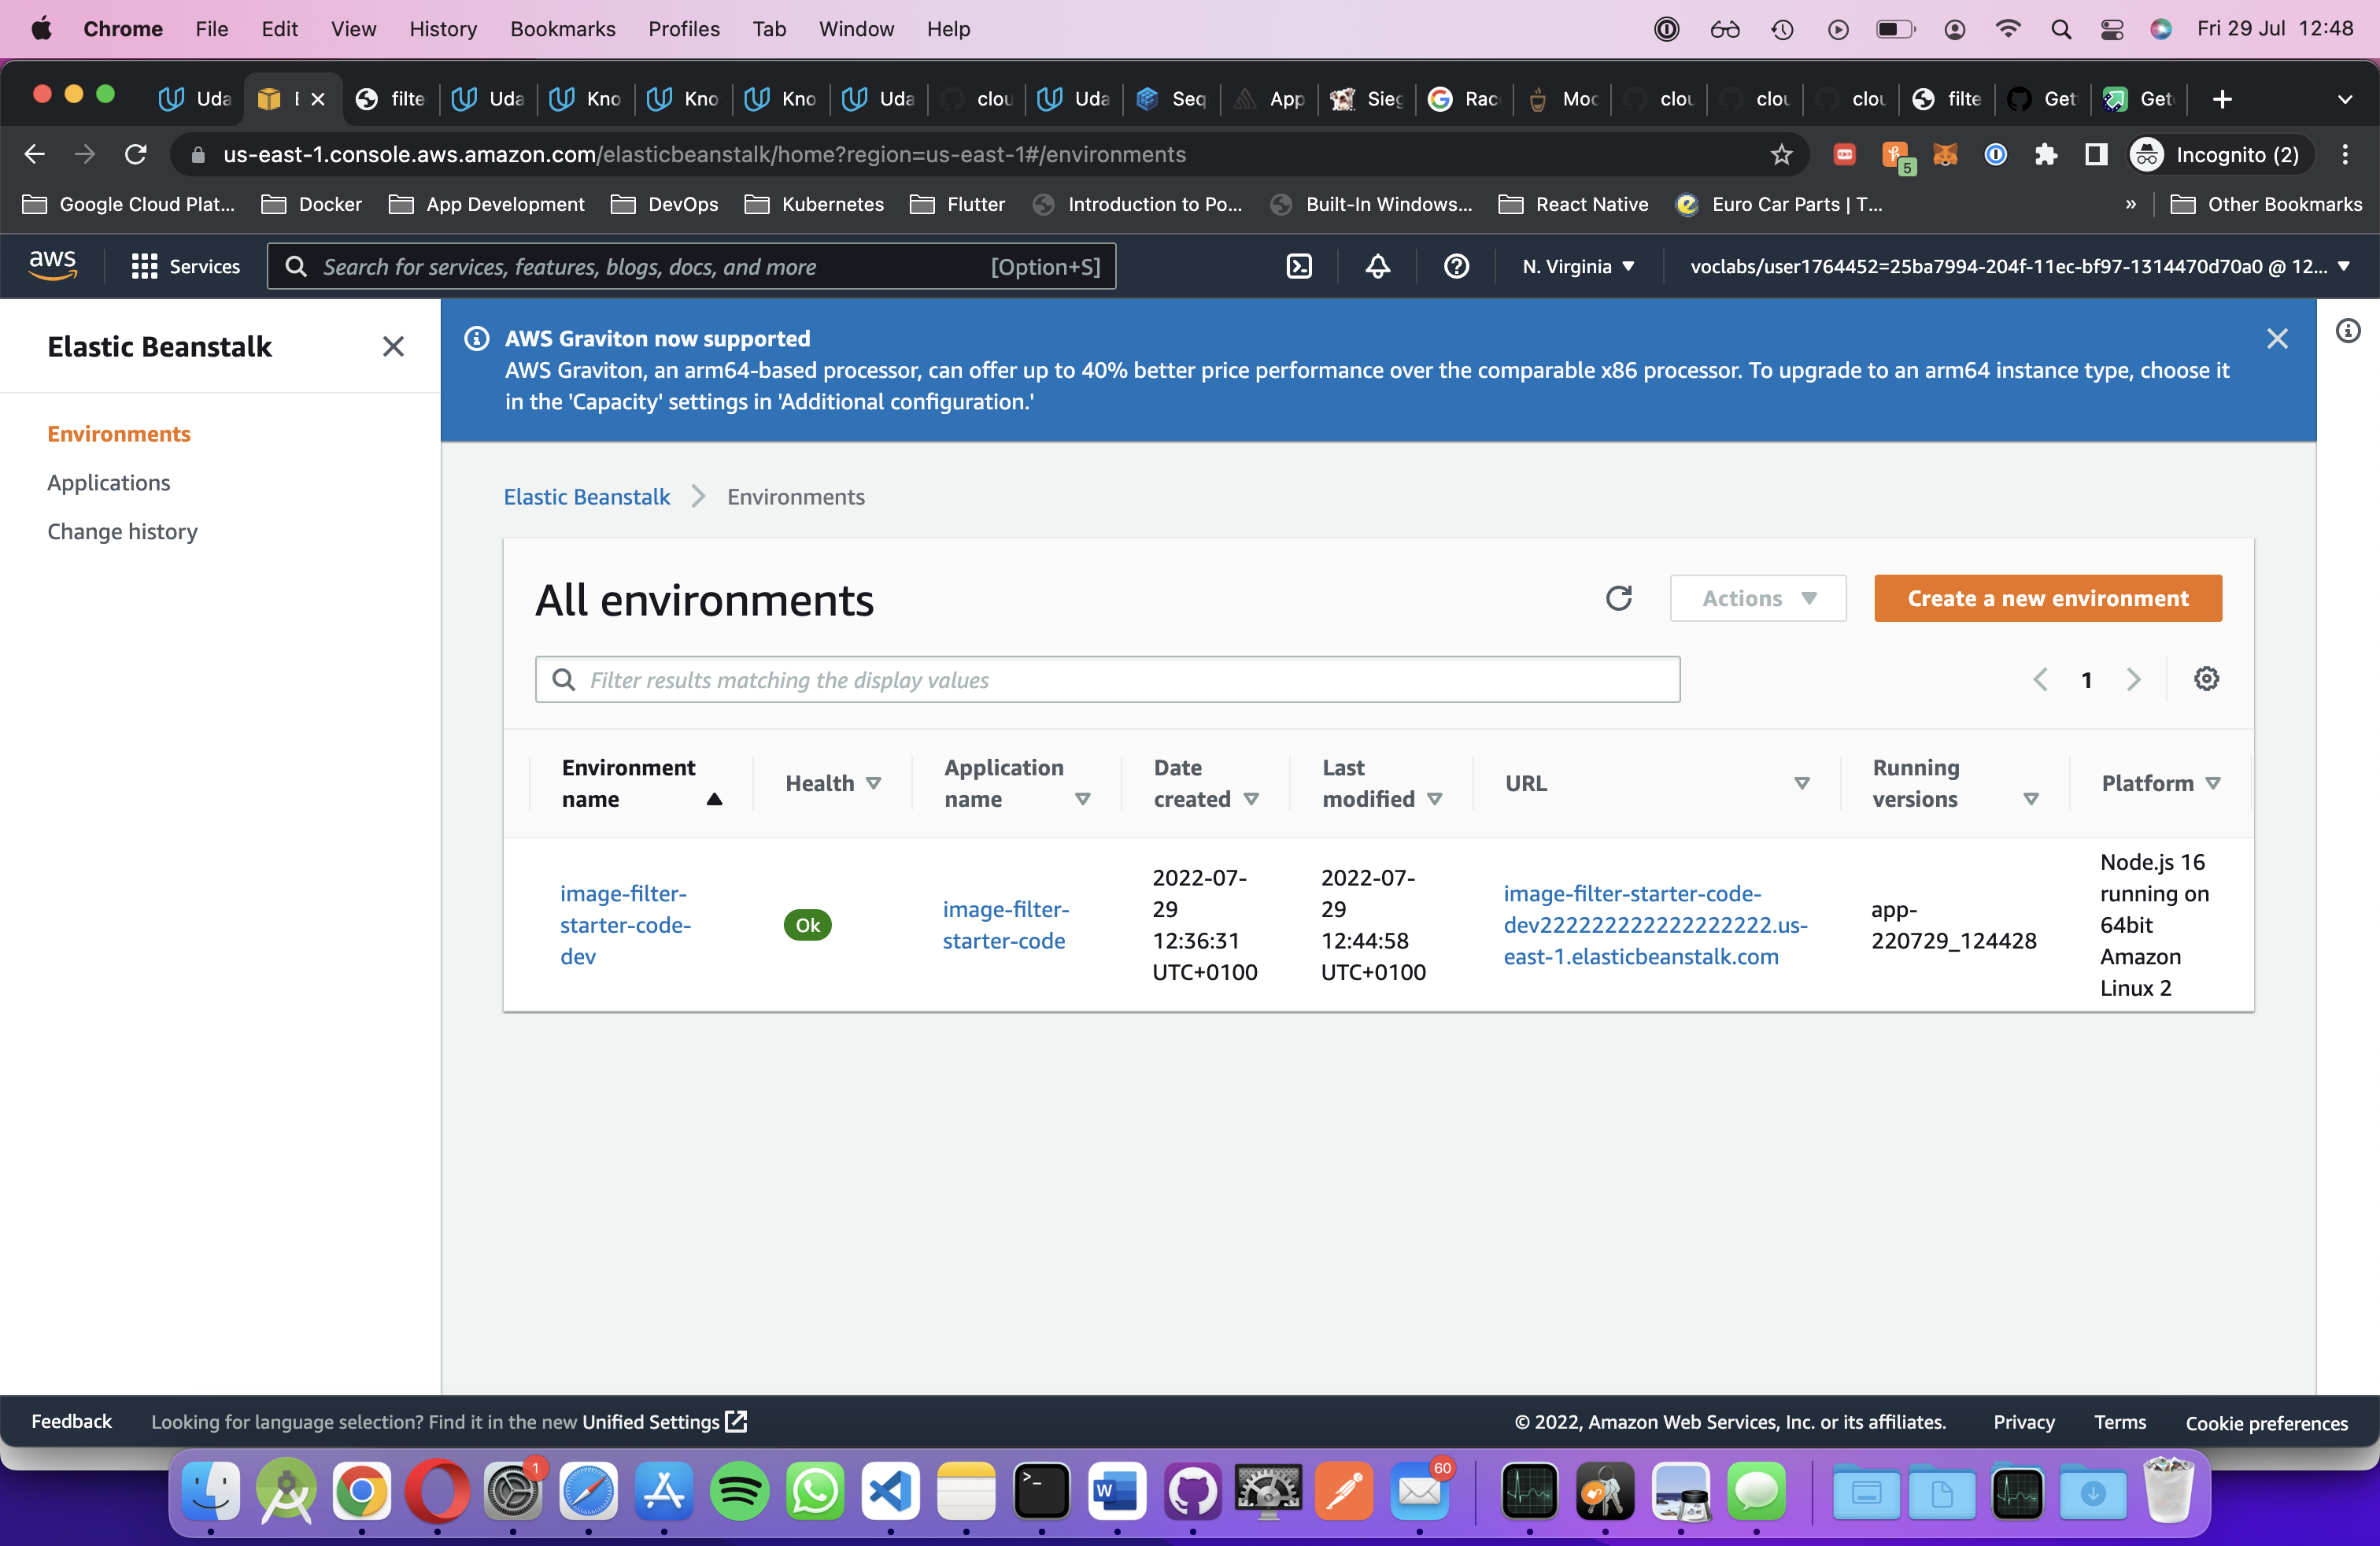 Chrome File Edit View History Bookmarks Profiles Tab Window Help Fri 29 Jul 12:48
Uda filte Uda Kno Kno Kno Uda clou Uda Seq App Sieg Rac Moc clou clou clou filte Get Get
us-east-1.console.aws.amazon.com/elasticbeanstalk/home?region=us-east-1#/environments 5 Incognito (2)
Google Cloud Plat... Docker App Development DevOps Kubernetes Flutter Introduction to Po... Built-In Windows... React Native Euro Car Parts | T... » Other Bookmarks
aws Services Search for services, features, blogs, docs, and more [Option+S] N. Virginia voclabs/user1764452=25ba7994-204f-11ec-bf97-1314470d70a0 @ 12...
Elastic Beanstalk
Environments
Applications
Change history
AWS Graviton now supported
AWS Graviton, an arm64-based processor, can offer up to 40% better price performance over the comparable x86 processor. To upgrade to an arm64 instance type, choose it
in the 'Capacity' settings in 'Additional configuration.'
Elastic Beanstalk Environments
All environments Actions Create a new environment
Filter results matching the display values 1
Environment
name
Health
Application
name
Date
created
Last
modified
URL
Running
versions
Platform
image-filter-
starter-code-
dev
Ok
image-filter-
starter-code
2022-07-
29
12:36:31
UTC+0100
2022-07-
29
12:44:58
UTC+0100
image-filter-starter-code-
dev222222222222222222.us-
east-1.elasticbeanstalk.com
app-
220729_124428
Node.js 16
running on
64bit
Amazon
Linux 2
Feedback Looking for language selection? Find it in the new Unified Settings © 2022, Amazon Web Services, Inc. or its affiliates. Privacy Terms Cookie preferences
1
60